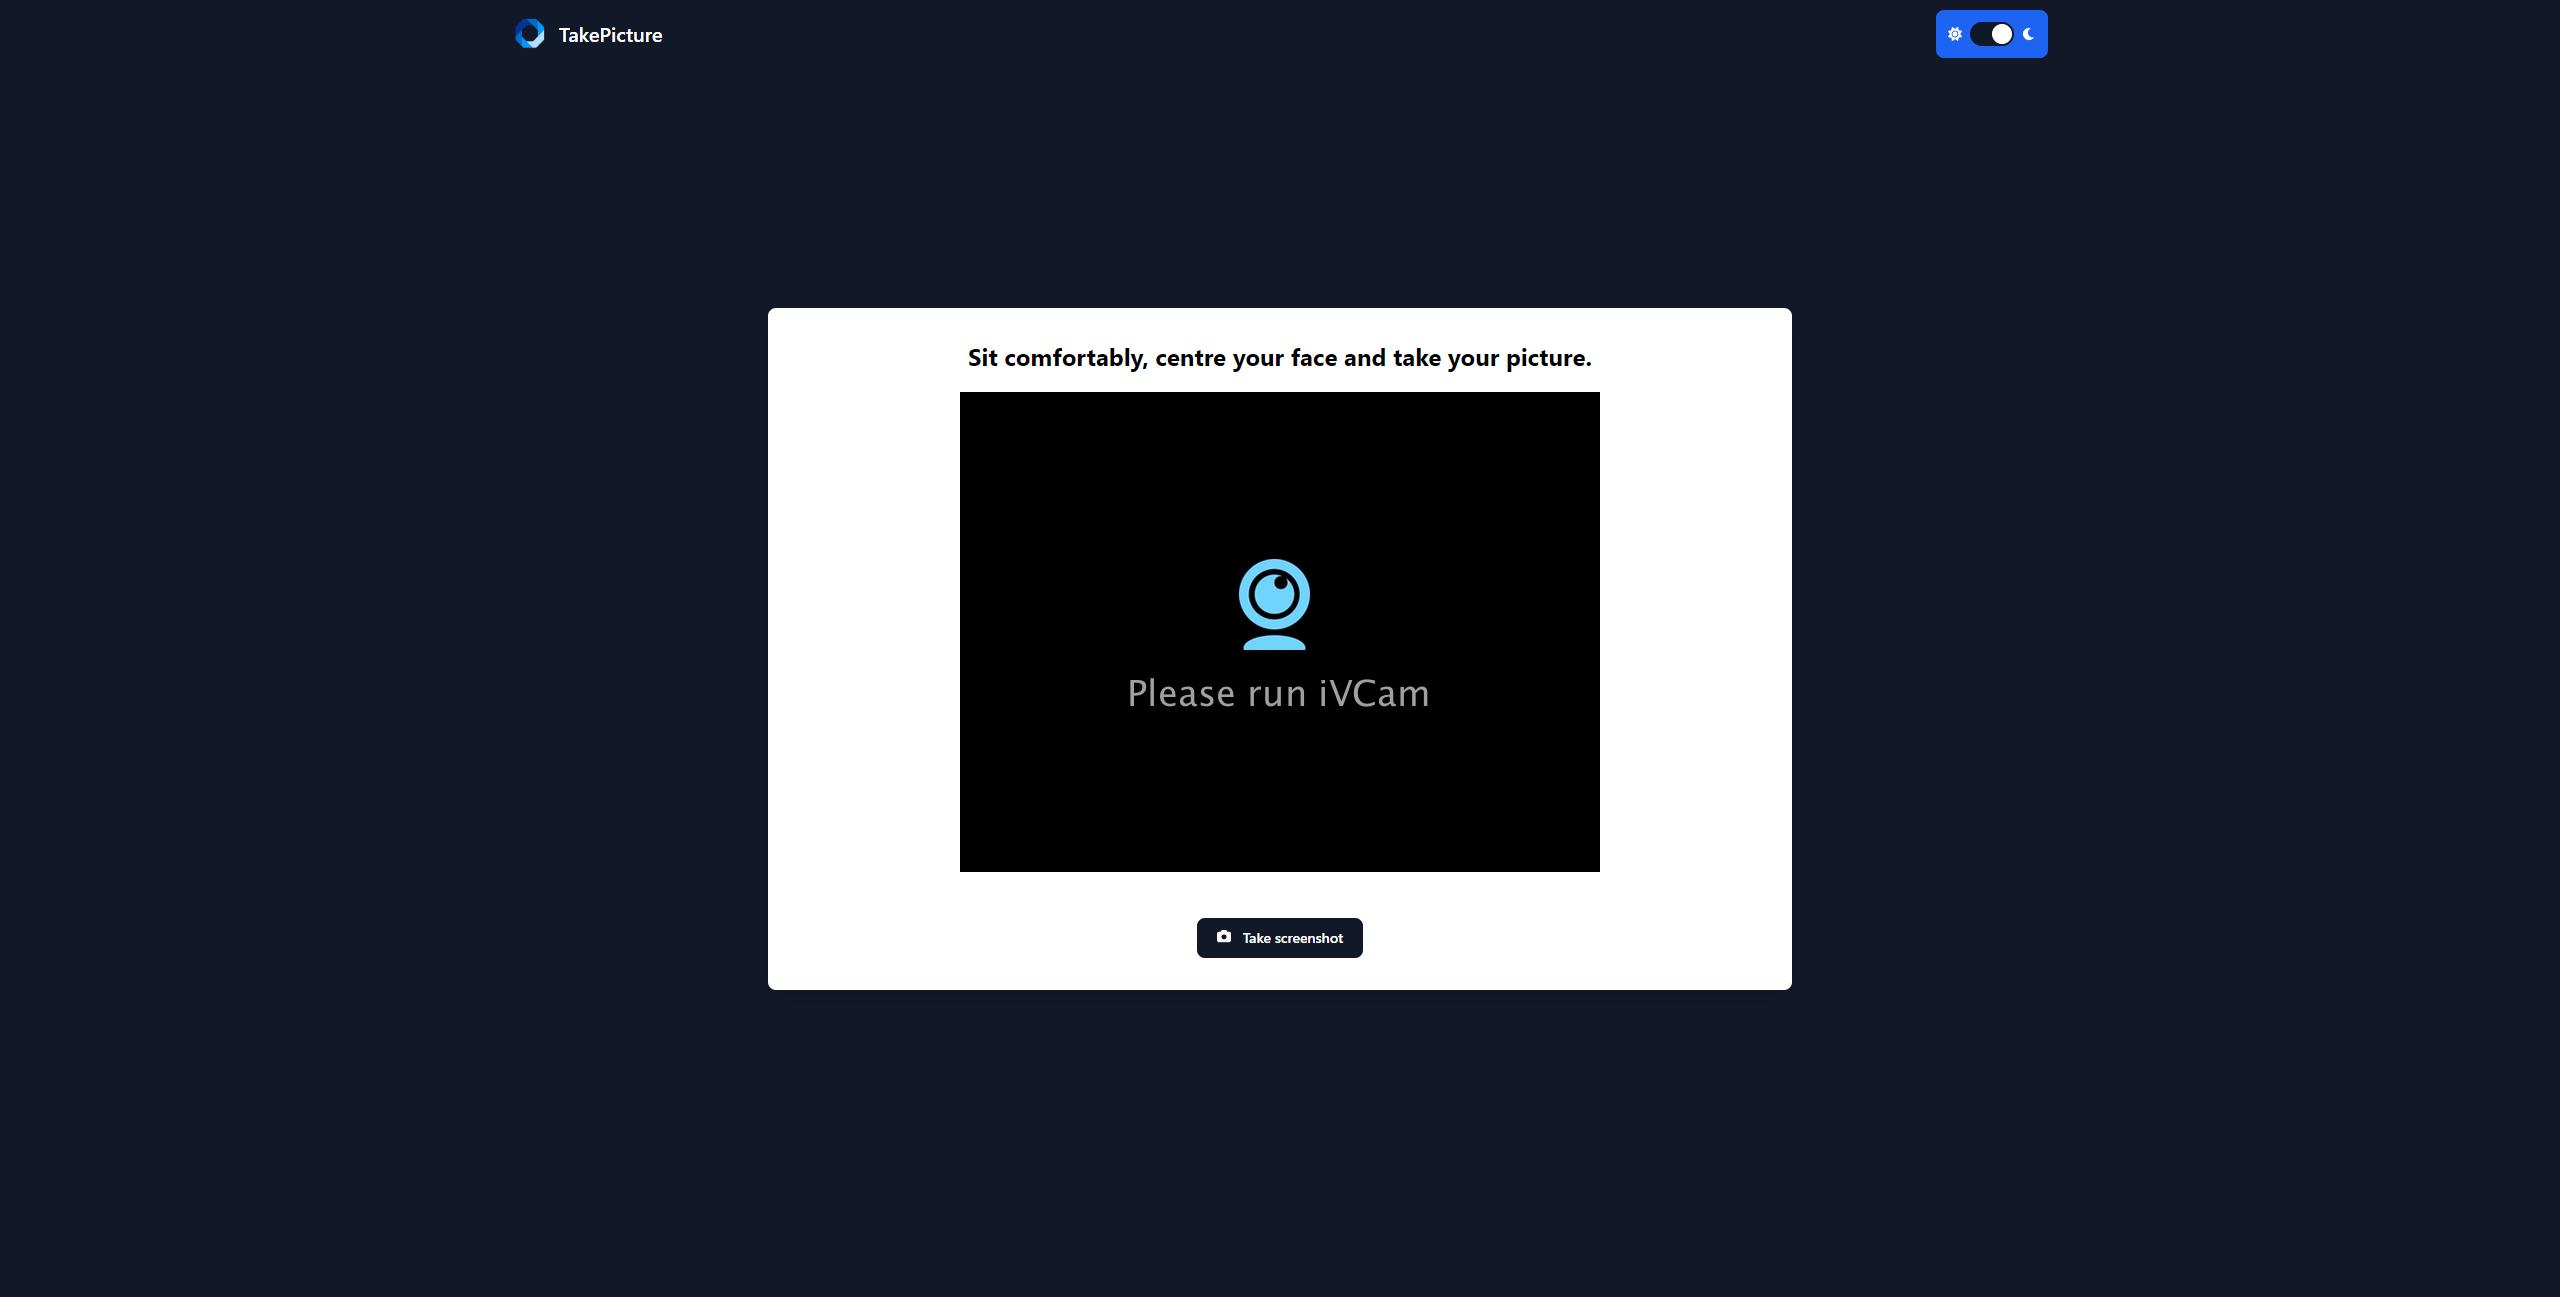 TakePicture
Sit comfortably, centre your face and take your picture.
Please run iVCam
Take screenshot